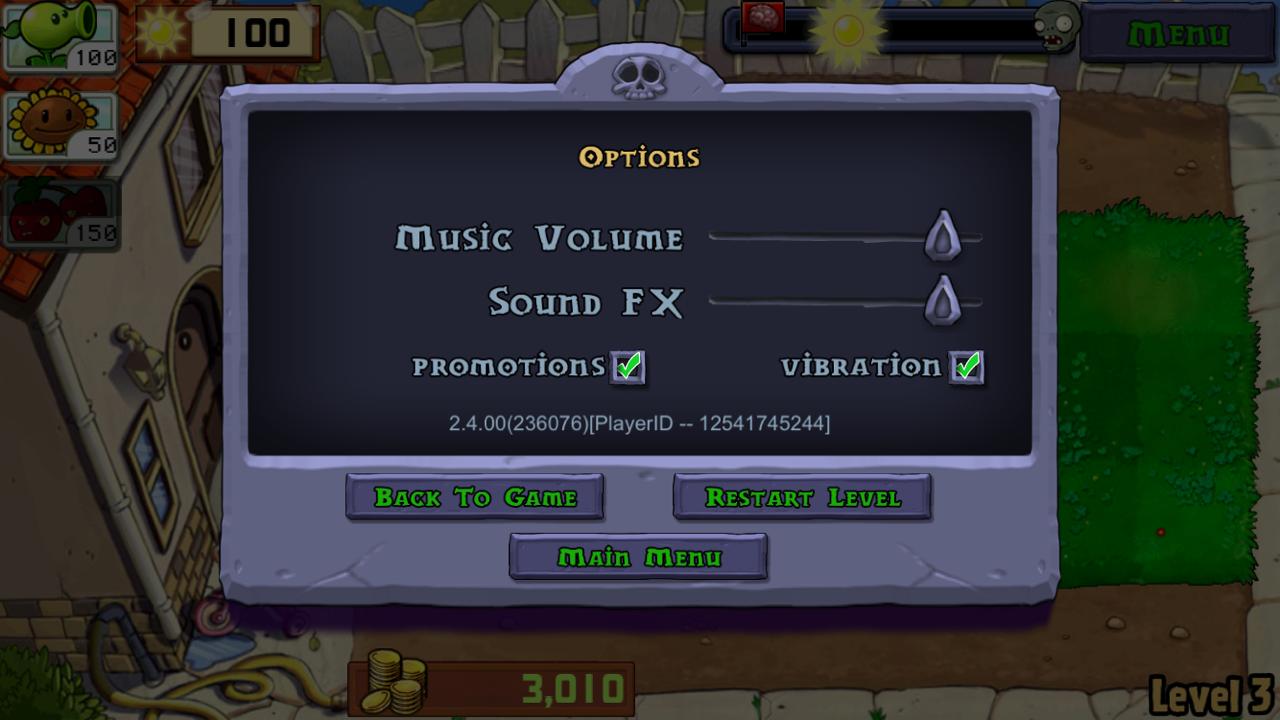 100
100
Menu
50
150
Options
Music Volume
Sound FX
Promotions
Vibration
2.4.00(236076)[PlayerID -- 12541745244]
Back To Game
Restart Level
Main Menu
3,010
Level 3